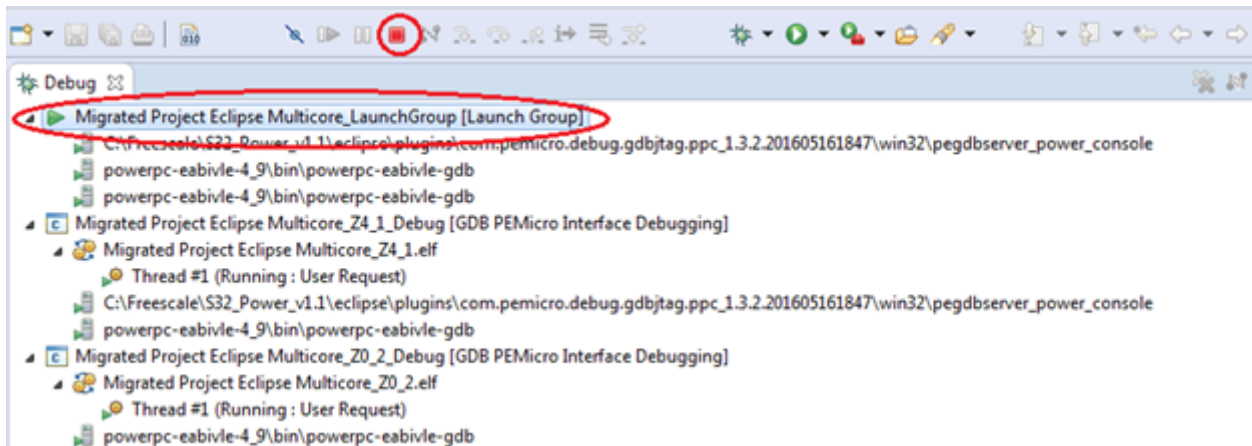 010
Debug
Migrated Project Eclipse Multicore_LaunchGroup [Launch Group]
C:\Freescale\S32_Power_v1.1\eclipse\plugins\com.pemicro.debug.gdbjtag.ppc_1.3.2.201605161847\win32\pegdbserver_power_console
powerpc-eabivle-4_9\bin\powerpc-eabivle-gdb
powerpc-eabivle-4_9\bin\powerpc-eabivle-gdb
Migrated Project Eclipse Multicore_Z4_1_Debug [GDB PEMicro Interface Debugging]
Migrated Project Eclipse Multicore_Z4_1.elf
Thread #1 (Running : User Request)
C:\Freescale\S32_Power_v1.1\eclipse\plugins\com.pemicro.debug.gdbjtag.ppc_1.3.2.201605161847\win32\pegdbserver_power_console
powerpc-eabivle-4_9\bin\powerpc-eabivle-gdb
Migrated Project Eclipse Multicore_Z0_2_Debug [GDB PEMicro Interface Debugging]
Migrated Project Eclipse Multicore_Z0_2.elf
Thread #1 (Running : User Request)
powerpc-eabivle-4_9\bin\powerpc-eabivle-gdb